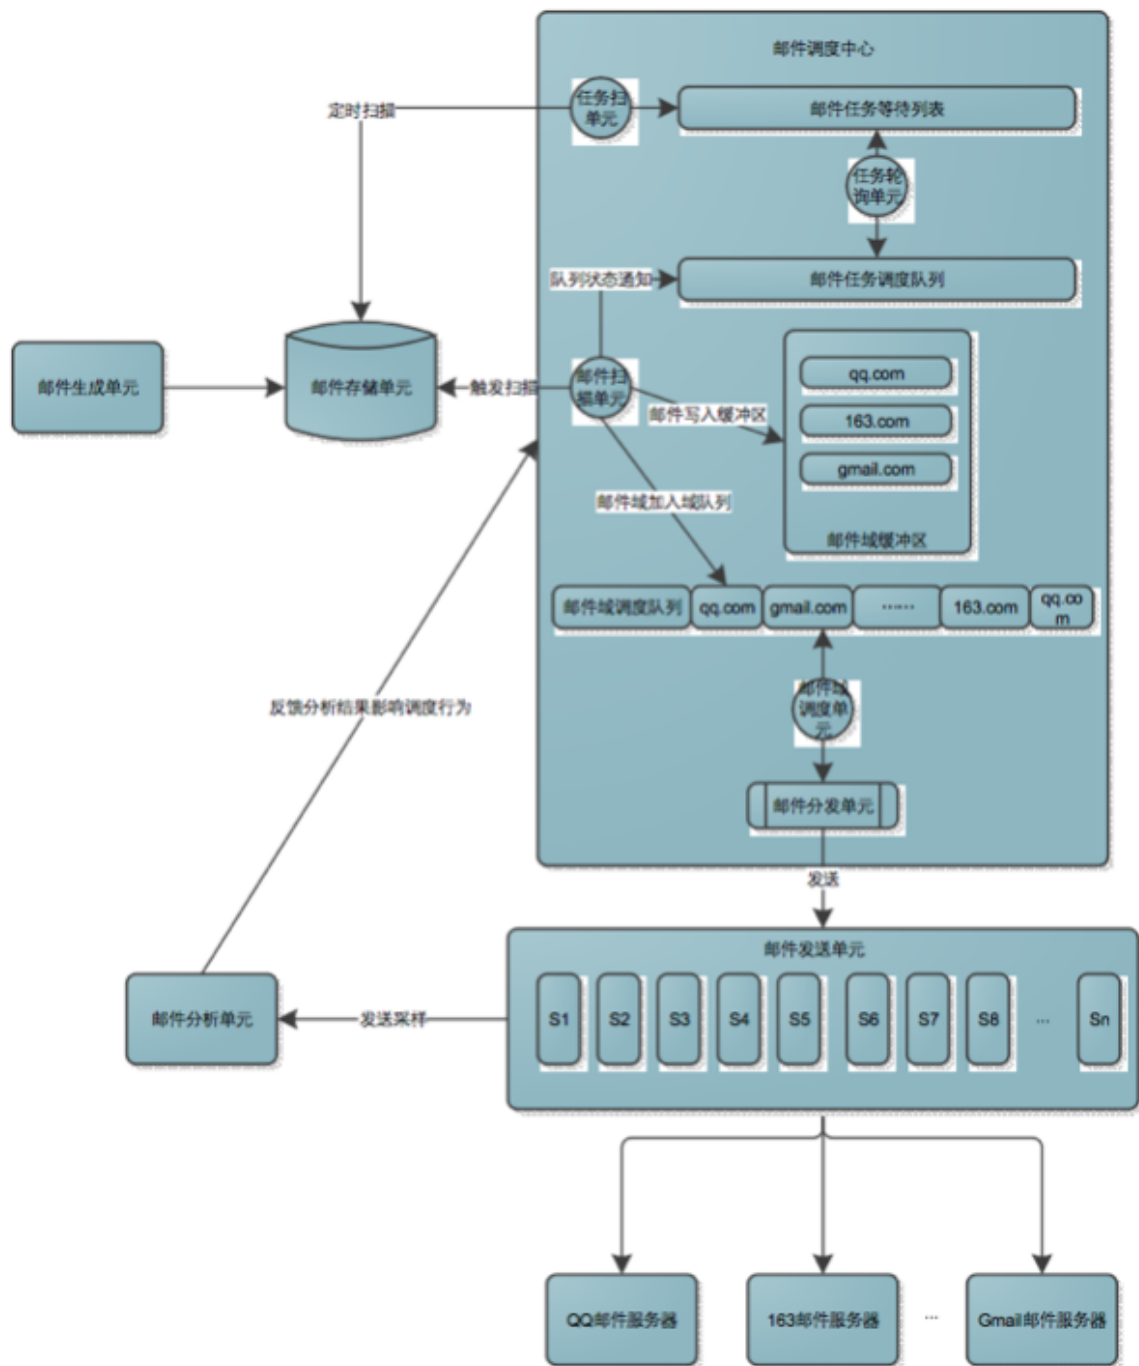 邮件调度中心
定时扫描
任务扫
单元
邮件任务等待列表
任务轮
询单元
队列状态通知
邮件任务调度队列
邮件生成单元
邮件存储单元
触发扫描
邮件扫
描单元
邮件写入缓冲区
qq.com
163.com
gmail.com
邮件域缓冲区
邮件域加入域队列
邮件域调度队列
qq.com
gmail.com
……
163.com
qq.co
m
邮件域
调度单
元
反馈分析结果影响调度行为
邮件分发单元
发送
邮件发送单元
S1
S2
S3
S4
S5
S6
S7
S8
...
Sn
发送采样
邮件分析单元
QQ邮件服务器
163邮件服务器
...
Gmail邮件服务器